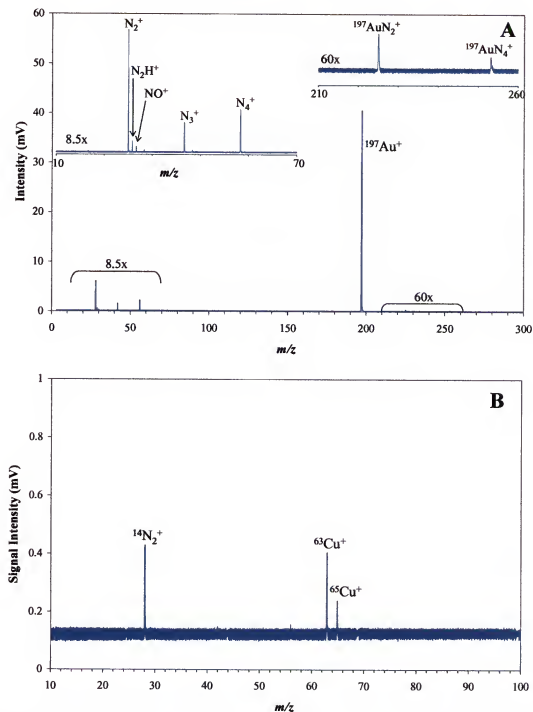 A
60
50
40
30
20
10
0
Intensity (mV)
N₂⁺
N₂H⁺
NO⁺
N₃⁺
N₄⁺
8.5x
10
70
m/z
¹⁹⁷AuN₂⁺
¹⁹⁷AuN₄⁺
60x
210
260
¹⁹⁷Au⁺
8.5x
60x
0
50
100
150
200
250
300
m/z
B
1
0.8
0.6
0.4
0.2
0
Signal Intensity (mV)
¹⁴N₂⁺
⁶³Cu⁺
⁶⁵Cu⁺
10
20
30
40
50
60
70
80
90
100
m/z